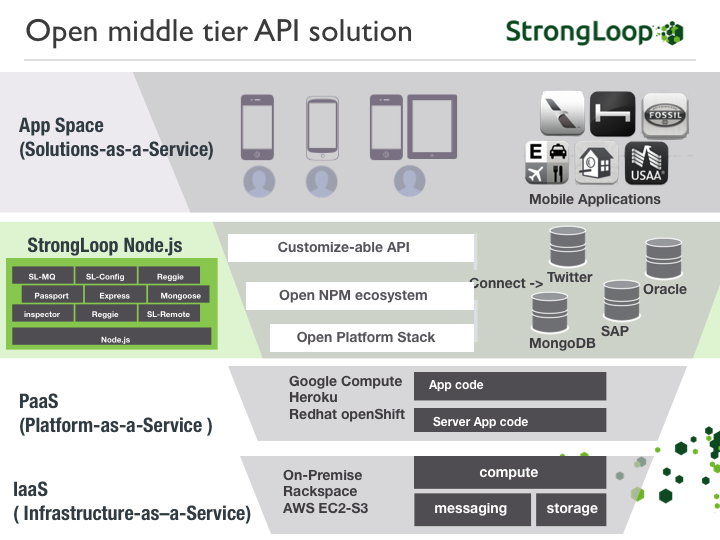 Open middle tier API solution
StrongLoop
App Space
(Solutions-as-a-Service)
FOSSIL
E
USAA
Mobile Applications
StrongLoop Node.js
SL-MQ
SL-Config
Reggie
Passport
Express
Mongoose
inspector
Reggie
SL-Remote
Node.js
Customize-able API
Open NPM ecosystem
Open Platform Stack
Connect ->
Twitter
Oracle
SAP
MongoDB
PaaS
(Platform-as-a-Service )
Google Compute
Heroku
Redhat openShift
App code
Server App code
IaaS
( Infrastructure-as–a-Service)
On-Premise
Rackspace
AWS EC2-S3
compute
messaging
storage